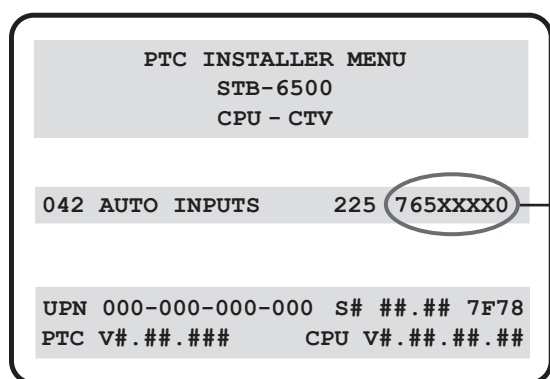 PTC INSTALLER MENU
STB-6500
CPU – CTV
042 AUTO INPUTS 225 765XXXX0
UPN 000-000-000-000 S# ##.## 7F78
PTC V#.##.### CPU V#.##.##.##